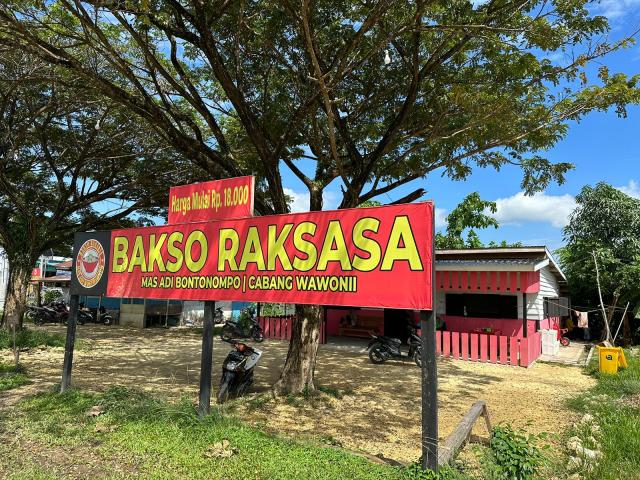 Harga Mulai Rp. 18.000
BAKSO RAKSASA
MAS ADI BONTONOMPO | CABANG WAWONII